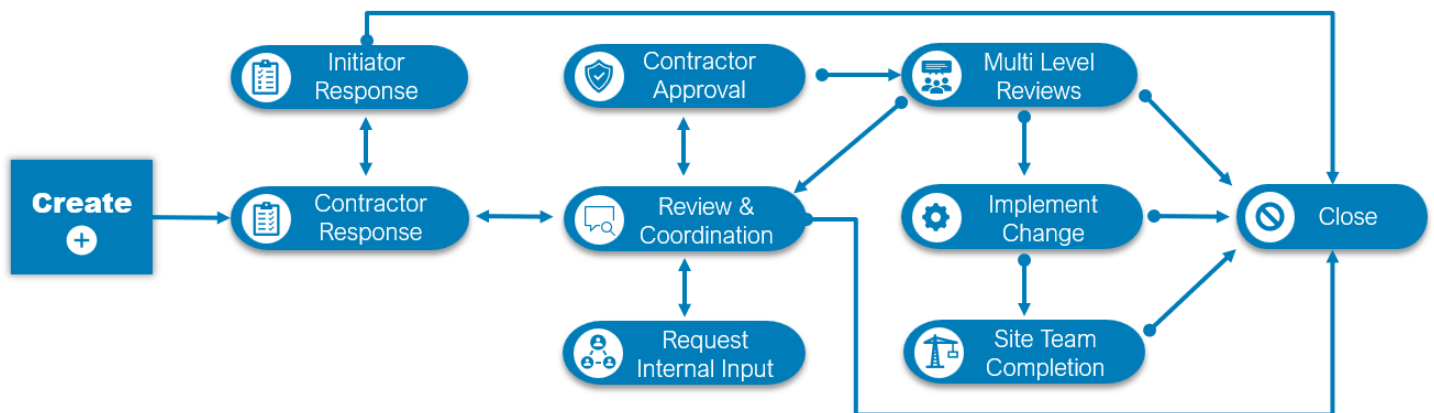 Initiator
Response
Contractor
Approval
Multi Level
Reviews
Create
Contractor
Response
Review &
Coordination
Implement
Change
Close
Request
Internal Input
Site Team
Completion